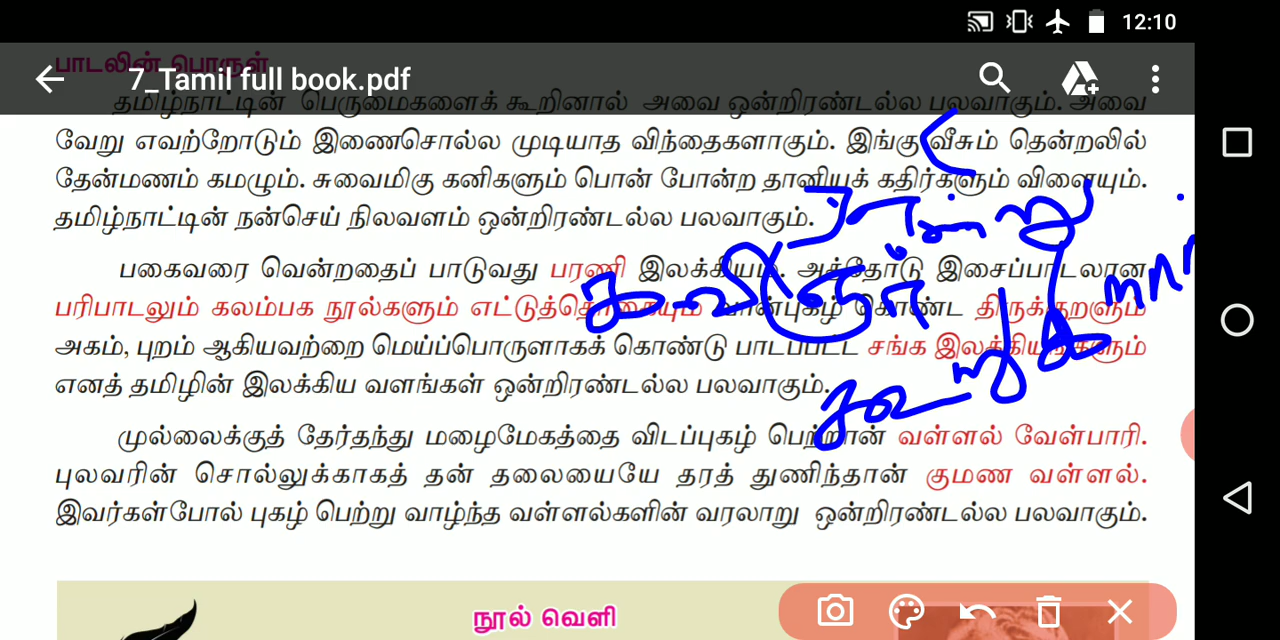 12:10
பாடலின் பொருள்
7_Tamil full book.pdf
தமிழ்நாட்டின் பெருமைகளைக் கூறினால் அவை ஒன்றிரண்டல்ல பலவாகும். அவை
வேறு எவற்றோடும் இணைசொல்ல முடியாத விந்தைகளாகும். இங்கு வீசும் தென்றலில்
தேன்மணம் கமழும். சுவைமிகு கனிகளும் பொன் போன்ற தானியக் கதிர்களும் விளையும்.
தமிழ்நாட்டின் நன்செய் நிலவளம் ஒன்றிரண்டல்ல பலவாகும்.
பகைவரை வென்றதைப் பாடுவது பரணி இலக்கியம். அத்தோடு இசைப்பாடலான
பரிபாடலும் கலம்பக நூல்களும் எட்டுத்தொகையும் வான்புகழ் கொண்ட திருக்குறளும்
அகம், புறம் ஆகியவற்றை மெய்ப்பொருளாகக் கொண்டு பாடப்பட்ட சங்க இலக்கியங்களும்
எனத் தமிழின் இலக்கிய வளங்கள் ஒன்றிரண்டல்ல பலவாகும்.
முல்லைக்குத் தேர்தந்து மழைமேகத்தை விடப்புகழ் பெற்றான் வள்ளல் வேள்பாரி.
புலவரின் சொல்லுக்காகத் தன் தலையையே தரத் துணிந்தான் குமண வள்ளல்.
இவர்கள்போல் புகழ் பெற்று வாழ்ந்த வள்ளல்களின் வரலாறு ஒன்றிரண்டல்ல பலவாகும்.
நூல் வெளி